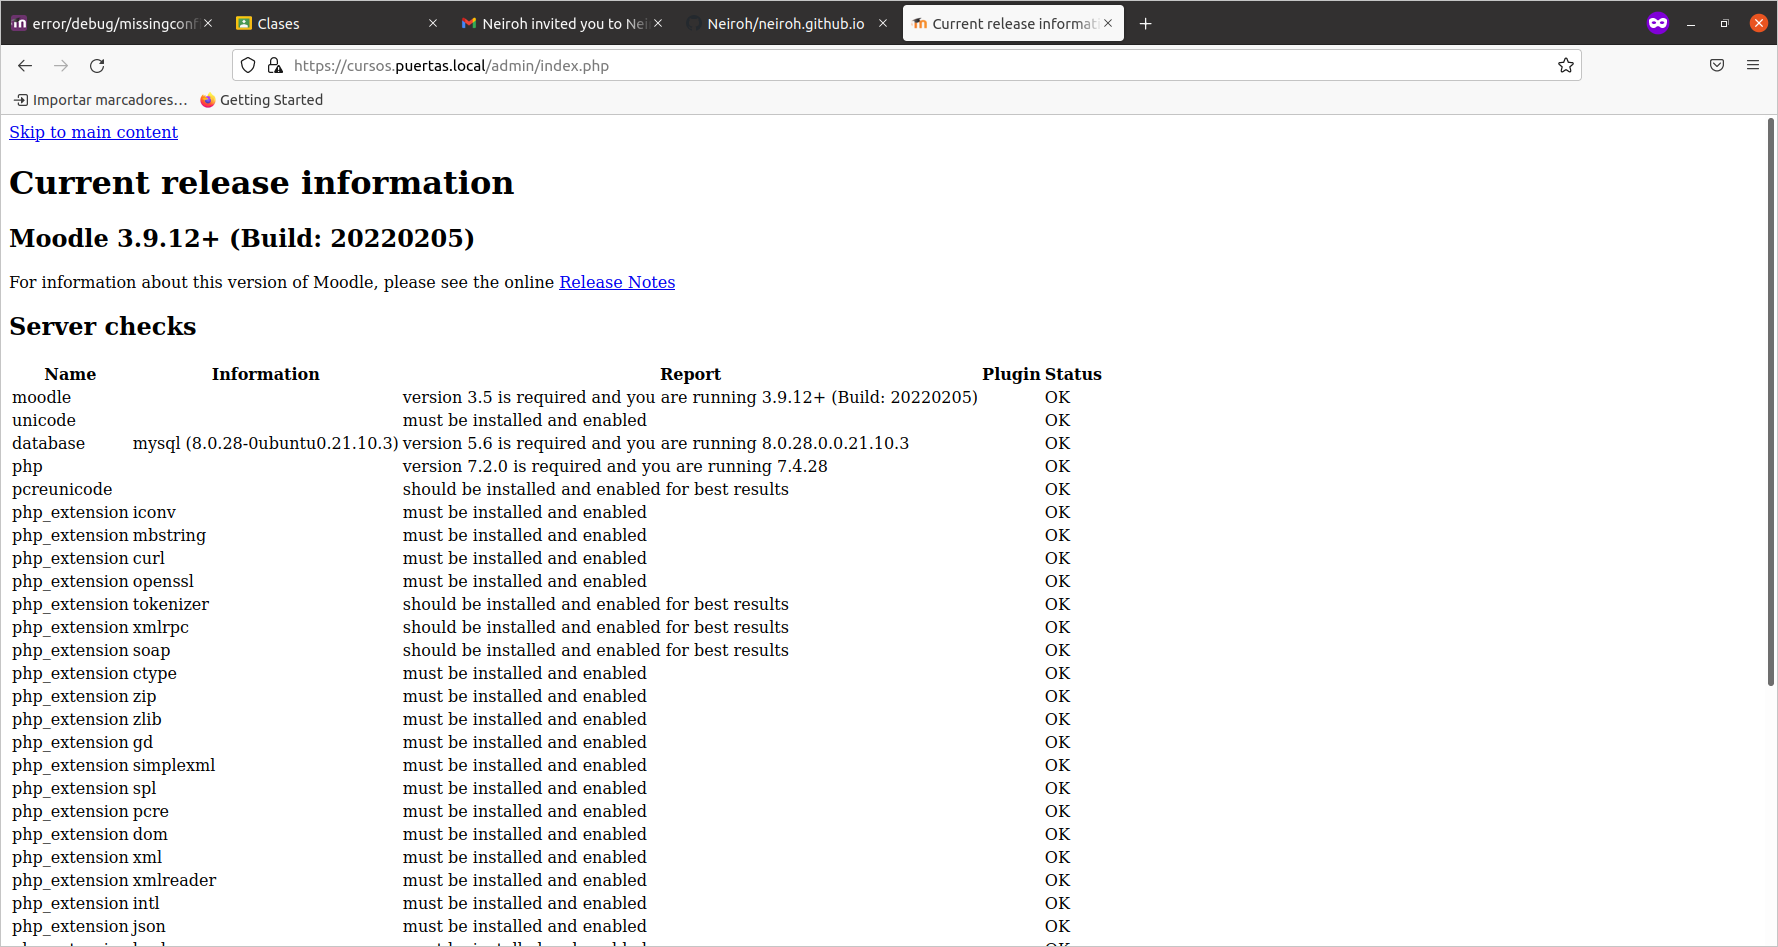 error/debug/missingconf
Clases
Neiroh invited you to Nei
Neiroh/neiroh.github.io
Current release informati
https://cursos.puertas.local/admin/index.php
Importar marcadores…
Getting Started
Skip to main content
Current release information
Moodle 3.9.12+ (Build: 20220205)
For information about this version of Moodle, please see the online Release Notes
Server checks
Name Information Report Plugin Status
moodle version 3.5 is required and you are running 3.9.12+ (Build: 20220205) OK
unicode must be installed and enabled OK
database mysql (8.0.28-0ubuntu0.21.10.3) version 5.6 is required and you are running 8.0.28.0.0.21.10.3 OK
php version 7.2.0 is required and you are running 7.4.28 OK
pcreunicode should be installed and enabled for best results OK
php_extension iconv must be installed and enabled OK
php_extension mbstring must be installed and enabled OK
php_extension curl must be installed and enabled OK
php_extension openssl must be installed and enabled OK
php_extension tokenizer should be installed and enabled for best results OK
php_extension xmlrpc should be installed and enabled for best results OK
php_extension soap should be installed and enabled for best results OK
php_extension ctype must be installed and enabled OK
php_extension zip must be installed and enabled OK
php_extension zlib must be installed and enabled OK
php_extension gd must be installed and enabled OK
php_extension simplexml must be installed and enabled OK
php_extension spl must be installed and enabled OK
php_extension pcre must be installed and enabled OK
php_extension dom must be installed and enabled OK
php_extension xml must be installed and enabled OK
php_extension xmlreader must be installed and enabled OK
php_extension intl must be installed and enabled OK
php_extension json must be installed and enabled OK